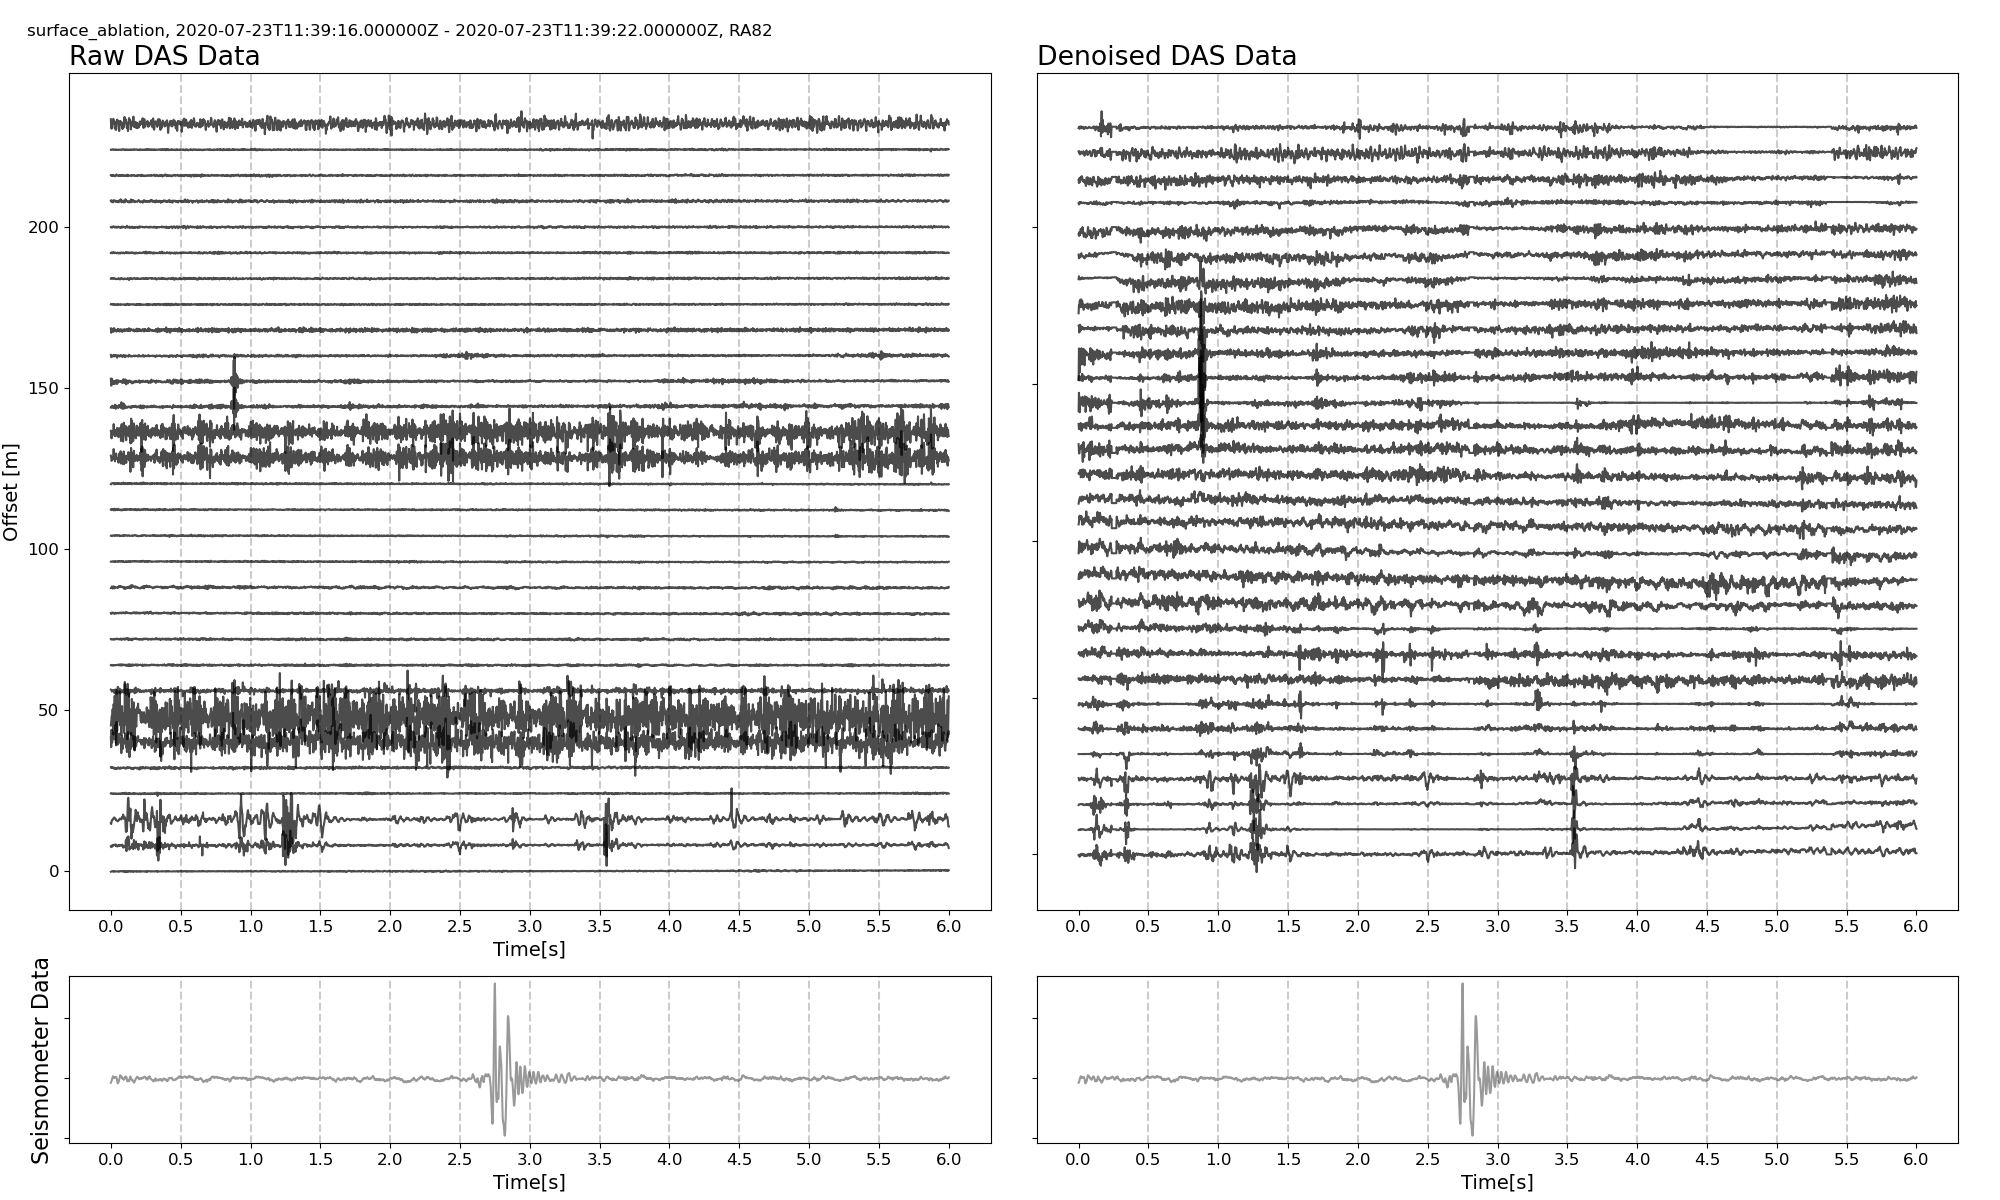 surface_ablation, 2020-07-23T11:39:16.000000Z - 2020-07-23T11:39:22.000000Z, RA82
Raw DAS Data
Denoised DAS Data
Offset [m]
200
150
100
50
0
0.0 0.5 1.0 1.5 2.0 2.5 3.0 3.5 4.0 4.5 5.0 5.5 6.0
Time[s]
0.0 0.5 1.0 1.5 2.0 2.5 3.0 3.5 4.0 4.5 5.0 5.5 6.0
Seismometer Data
0.0 0.5 1.0 1.5 2.0 2.5 3.0 3.5 4.0 4.5 5.0 5.5 6.0
Time[s]
0.0 0.5 1.0 1.5 2.0 2.5 3.0 3.5 4.0 4.5 5.0 5.5 6.0
Time[s]